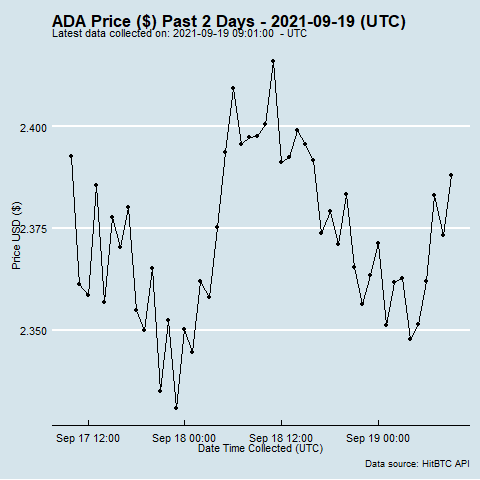 ADA Price ($) Past 2 Days - 2021-09-19 (UTC)
Latest data collected on: 2021-09-19 09:01:00  - UTC
2.400
2.375
2.350
Price USD ($)
Sep 17 12:00 Sep 18 00:00 Sep 18 12:00 Sep 19 00:00
Date Time Collected (UTC)
Data source: HitBTC API